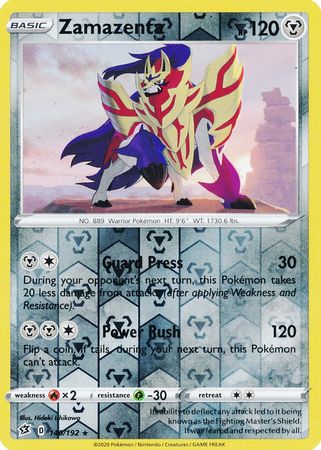 BASIC
Zamazenta
HP 120
NO. 889 Warrior Pokémon HT: 9'6" WT: 1730.6 lbs.
Guard Press 30
During your opponent's next turn, this Pokémon takes
20 less damage from attacks (after applying Weakness and
Resistance).
Power Rush 120
Flip a coin. If tails, during your next turn, this Pokémon
can't attack.
weakness ×2 resistance -30 retreat
Illus. Hideki Ishikawa
D /192 ★
Its ability to deflect any attack led to it being
known as the Fighting Master's Shield.
It was feared and respected by all.
©2020 Pokémon / Nintendo / Creatures / GAME FREAK